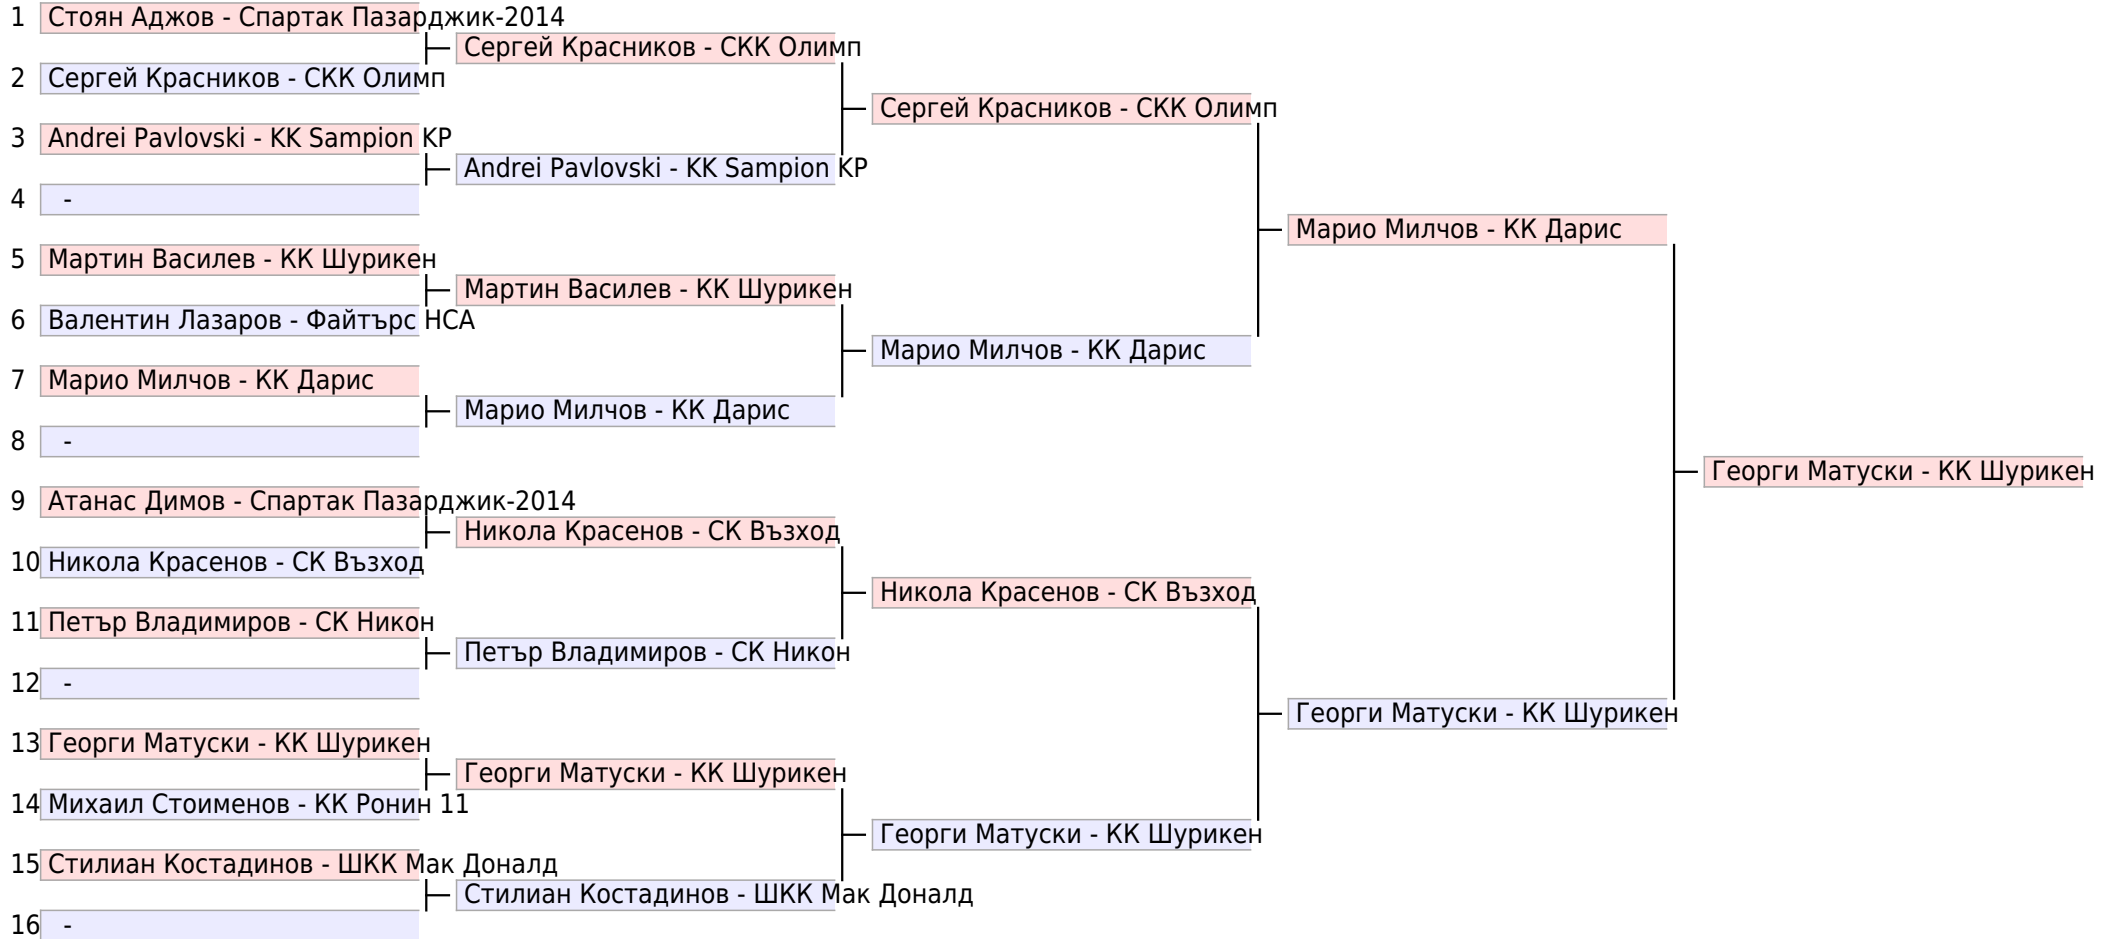 1 Стоян Аджов - Спартак Пазарджик-2014
Сергей Красников - СКК Олимп
2 Сергей Красников - СКК Олимп
Сергей Красников - СКК Олимп
3 Andrei Pavlovski - KK Sampion KP
Andrei Pavlovski - KK Sampion KP
4 -
Марио Милчов - КК Дарис
5 Мартин Василев - КК Шурикен
Мартин Василев - КК Шурикен
6 Валентин Лазаров - Файтърс НСА
Марио Милчов - КК Дарис
7 Марио Милчов - КК Дарис
Марио Милчов - КК Дарис
8 -
Георги Матуски - КК Шурикен
9 Атанас Димов - Спартак Пазарджик-2014
Никола Красенов - СК Възход
10 Никола Красенов - СК Възход
Никола Красенов - СК Възход
11 Петър Владимиров - СК Никон
Петър Владимиров - СК Никон
12 -
Георги Матуски - КК Шурикен
13 Георги Матуски - КК Шурикен
Георги Матуски - КК Шурикен
14 Михаил Стоименов - КК Ронин 11
Георги Матуски - КК Шурикен
15 Стилиан Костадинов - ШКК Мак Доналд
Стилиан Костадинов - ШКК Мак Доналд
16 -